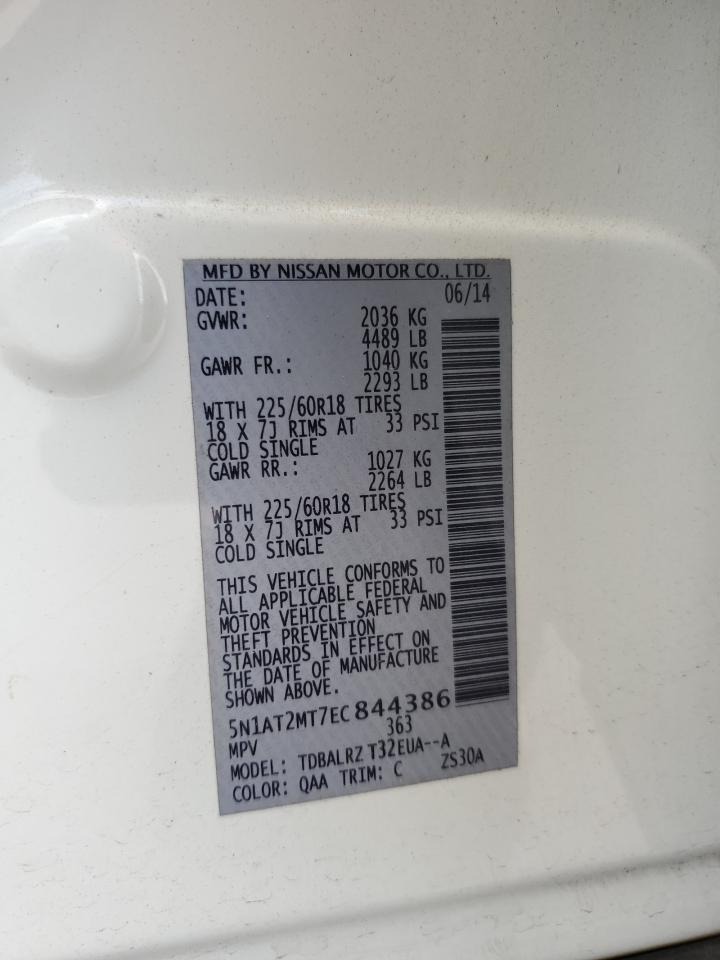 MFD BY NISSAN MOTOR CO., LTD.
DATE: 06/14
GVWR: 2036 KG
4489 LB
GAWR FR.: 1040 KG
2293 LB
WITH 225/60R18 TIRES
18 X 7J RIMS AT 33 PSI
COLD SINGLE
GAWR RR.: 1027 KG
2264 LB
WITH 225/60R18 TIRES
18 X 7J RIMS AT 33 PSI
COLD SINGLE
THIS VEHICLE CONFORMS TO
ALL APPLICABLE FEDERAL
MOTOR VEHICLE SAFETY AND
THEFT PREVENTION
STANDARDS IN EFFECT ON
THE DATE OF MANUFACTURE
SHOWN ABOVE.
5N1AT2MT7EC844386
MPV 363
MODEL: TDBALRZ T32EUA--A
COLOR: QAA TRIM: C ZS30A